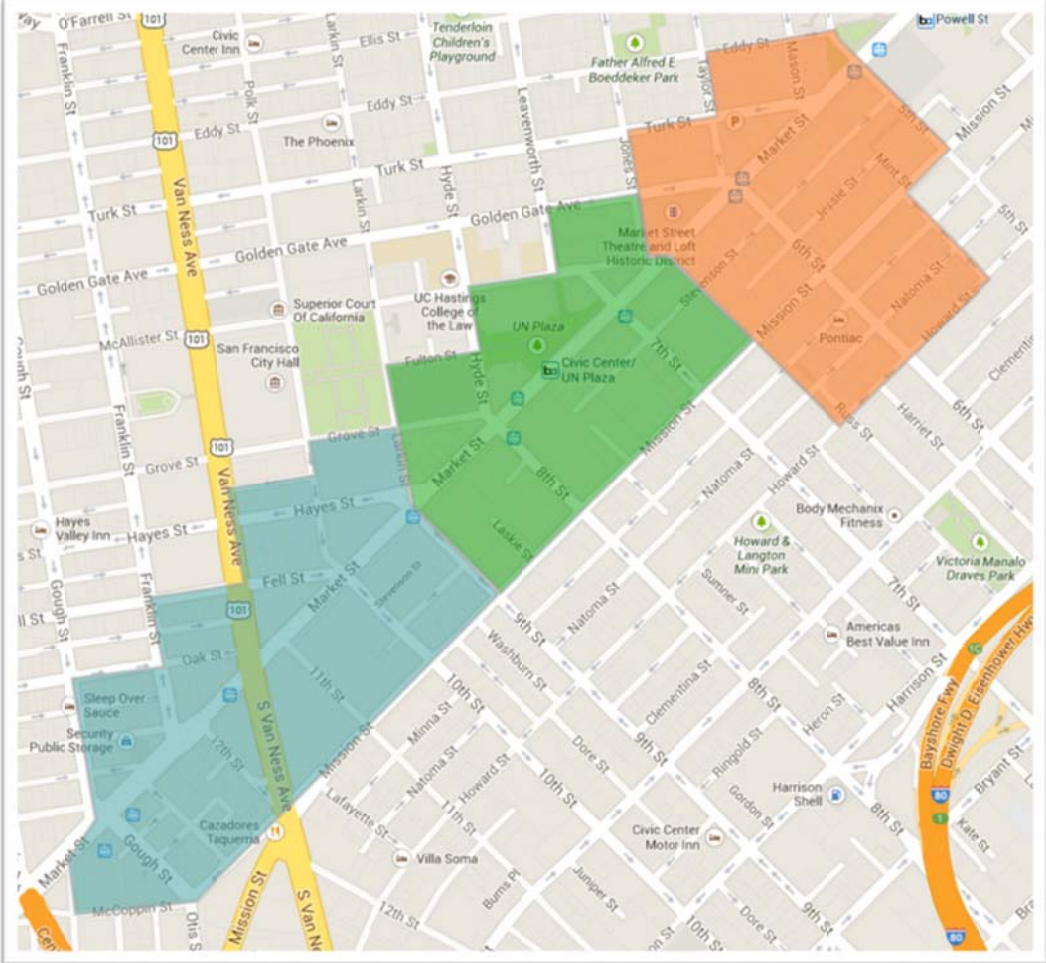 O'Farrell St
101
Powell St
Civic
Center Inn
Larkin St
Ellis St
Tenderloin
Children's
Playground
Father Alfred E
Boeddeker Park
Eddy St
Taylor St
Mason St
Franklin St
Polk St
Eddy St
Eddy St
Leavenworth St
Market St
5th St
Mission St
101
The Phoenix
Turk St
Turk St
Jones St
Mint St
Jessie St
Van Ness Ave
Turk St
Larkin St
Hyde St
Golden Gate Ave
Market Street
Theatre and Loft
Historic District
5th St
Golden Gate Ave
Golden Gate Ave
UC Hastings
College of
the Law
Superior Court
Of California
Stevenson St
6th St
Natoma St
Howard St
Mission St
Pontiac
McAllister St
101
San Francisco
City Hall
UN Plaza
Fulton St
Hyde St
Civic Center/
UN Plaza
7th St
Gough St
Franklin St
Grove St
Larkin St
Market St
Mission St
Russ St
Harriet St
6th St
Grove St
101
Van Ness Ave
8th St
Natoma St
Howard St
Hayes
Valley Inn
Hayes St
Hayes St
Laskie St
Body Mechanix
Fitness
Howard &
Langton
Mini Park
Victoria Manalo
Draves Park
Fell St
Market St
Stevenson St
Sumner St
7th St
Gough St
Franklin St
101
9th St
Natoma St
Americas
Best Value Inn
1C
Oak St
Washburn St
Harrison St
Sleep Over
Sauce
11th St
10th St
Clementina St
8th St
Heron St
Bayshore Fwy
Security
Public Storage
12th St
S Van Ness Ave
Mission St
Minna St
Dore St
9th St
Ringold St
Bryant St
Natoma St
Howard St
10th St
Gordon St
Harrison
Shell
80
1
8th St
Kate St
Cazadores
Taqueria
Lafayette St
11th St
Civic Center
Motor Inn
Market St
Gough St
Villa Soma
Burns Pl
Juniper St
McCoppin St
Otis S
Mission St
12th St
10th St
Dore St
9th St
80